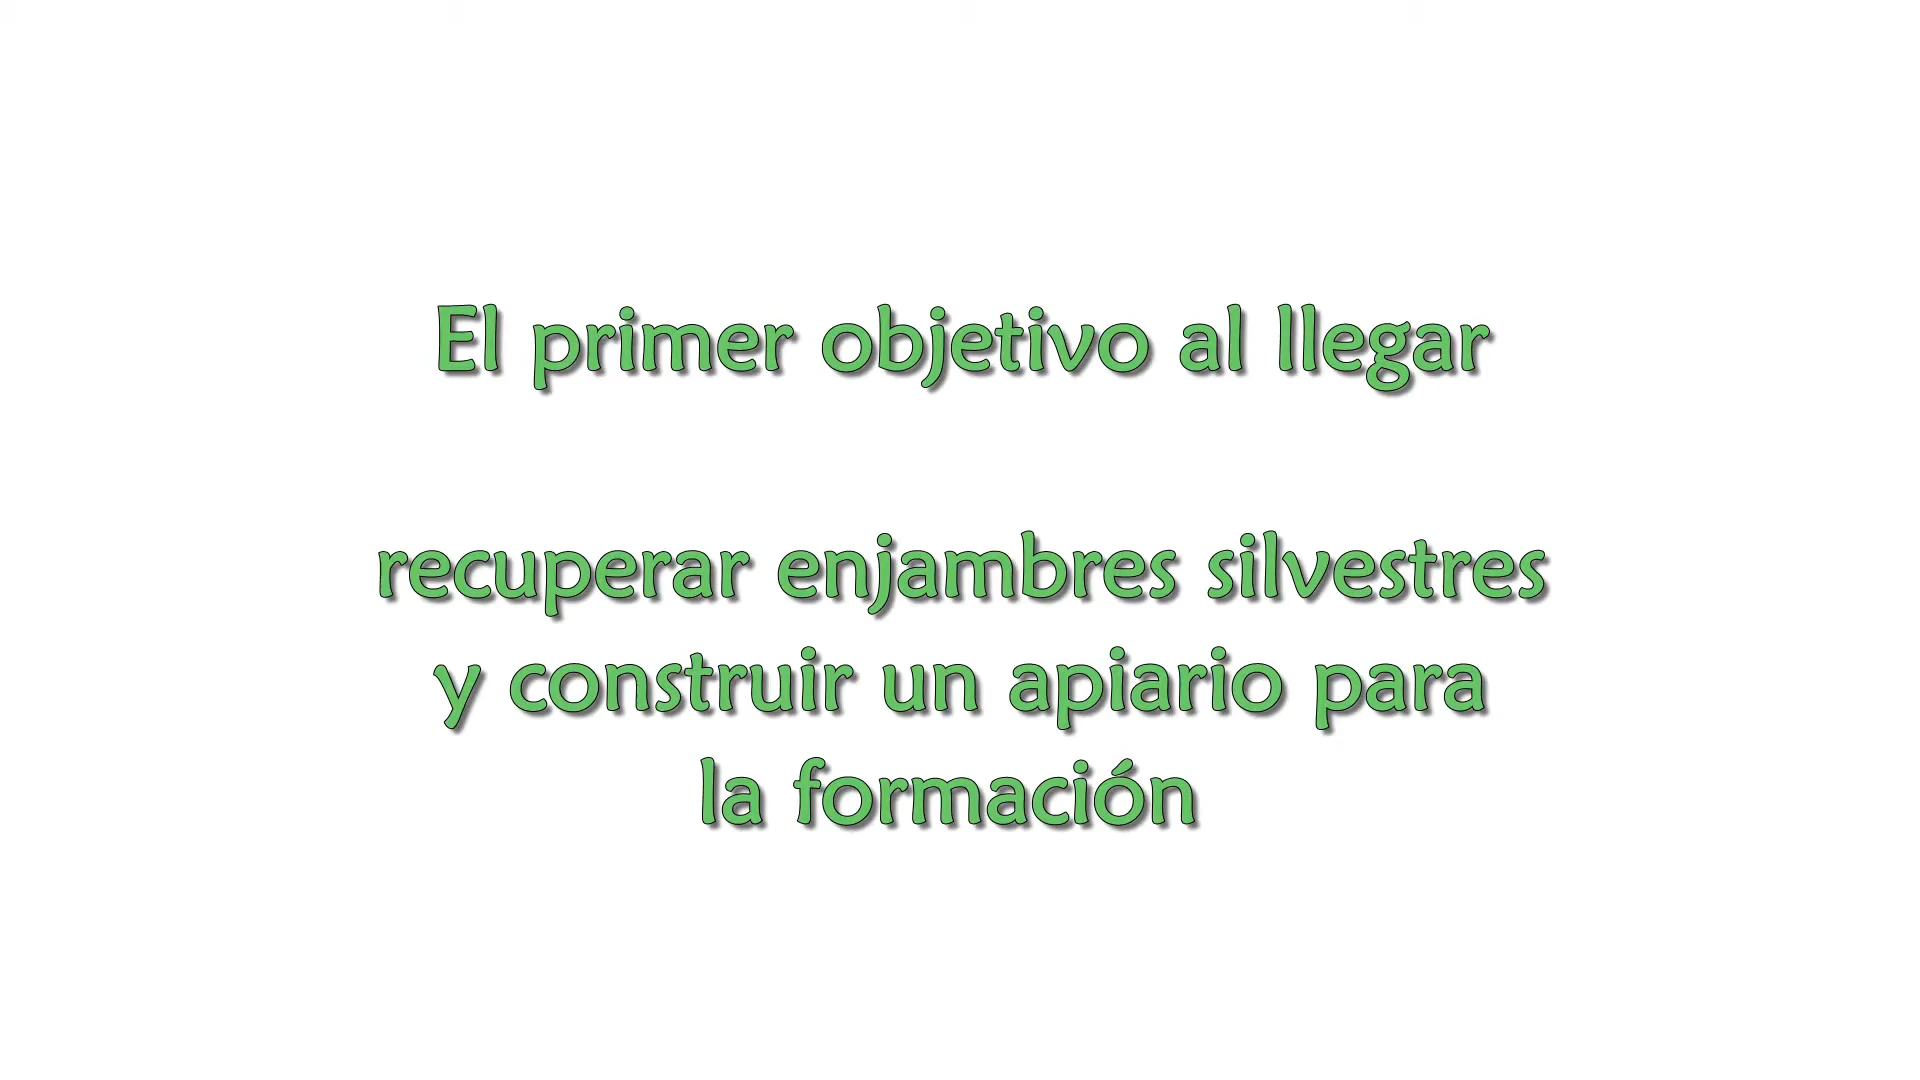 El primer objetivo al llegar
recuperar enjambres silvestres
y construir un apiario para
la formación